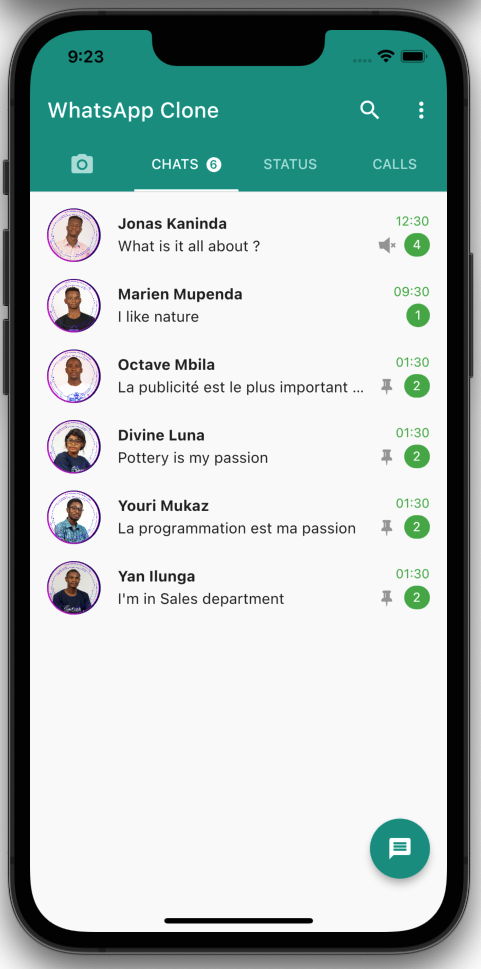 9:23
WhatsApp Clone
CHATS 6 STATUS CALLS
Jonas Kaninda 12:30
What is it all about ? 4
Marien Mupenda 09:30
I like nature 1
Octave Mbila 01:30
La publicité est le plus important ... 2
Divine Luna 01:30
Pottery is my passion 2
Youri Mukaz 01:30
La programmation est ma passion 2
Yan Ilunga 01:30
I'm in Sales department 2